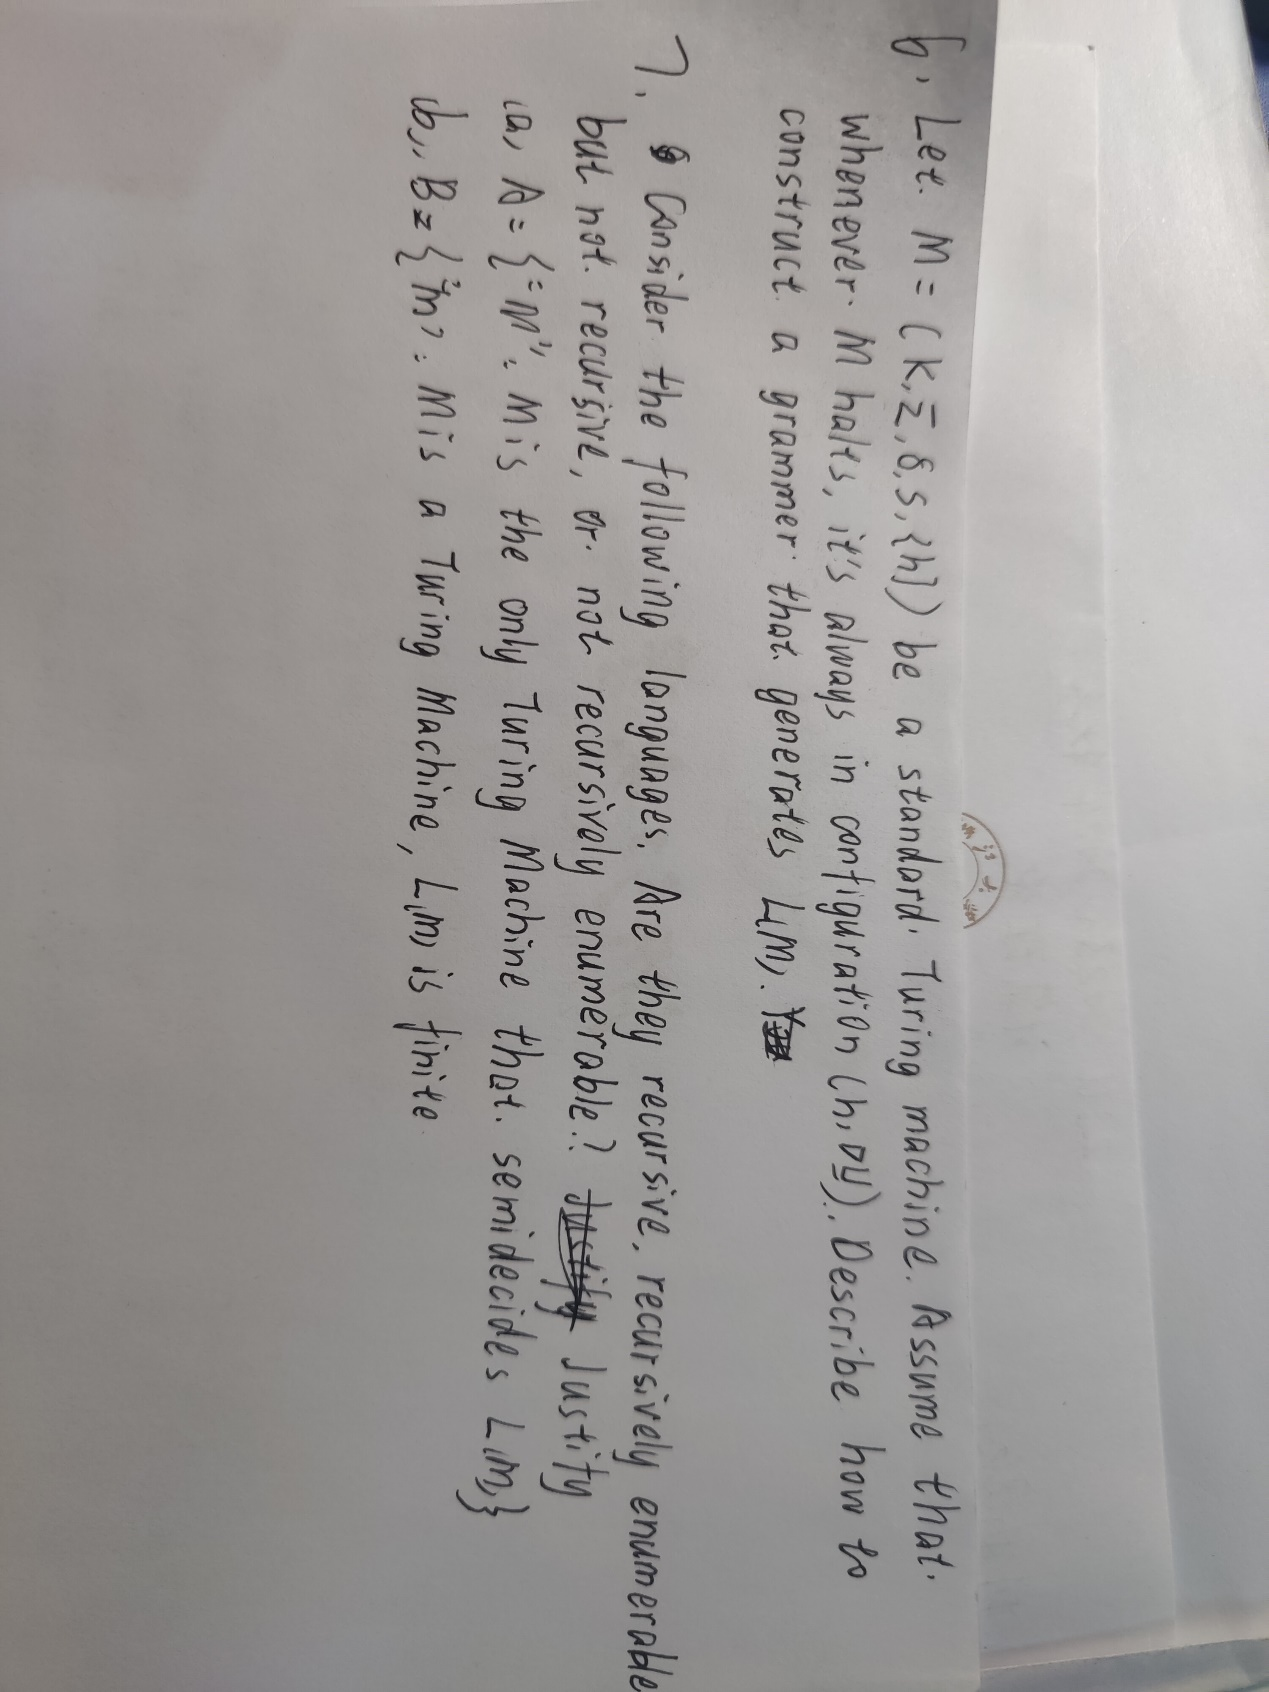 6. Let M = (K, Σ, δ, s, {h}) be a standard Turing machine. Assume that
whenever M halts, it's always in configuration (h, ▷⊔). Describe how to
construct a grammer that generates L(M).
7. Consider the following languages. Are they recursive, recursively enumerable
but not recursive, or not recursively enumerable? Justify
(a) A = {"M": M is the only Turing Machine that semidecides L(M)}
(b), B = {"M": M is a Turing Machine, L(M) is finite